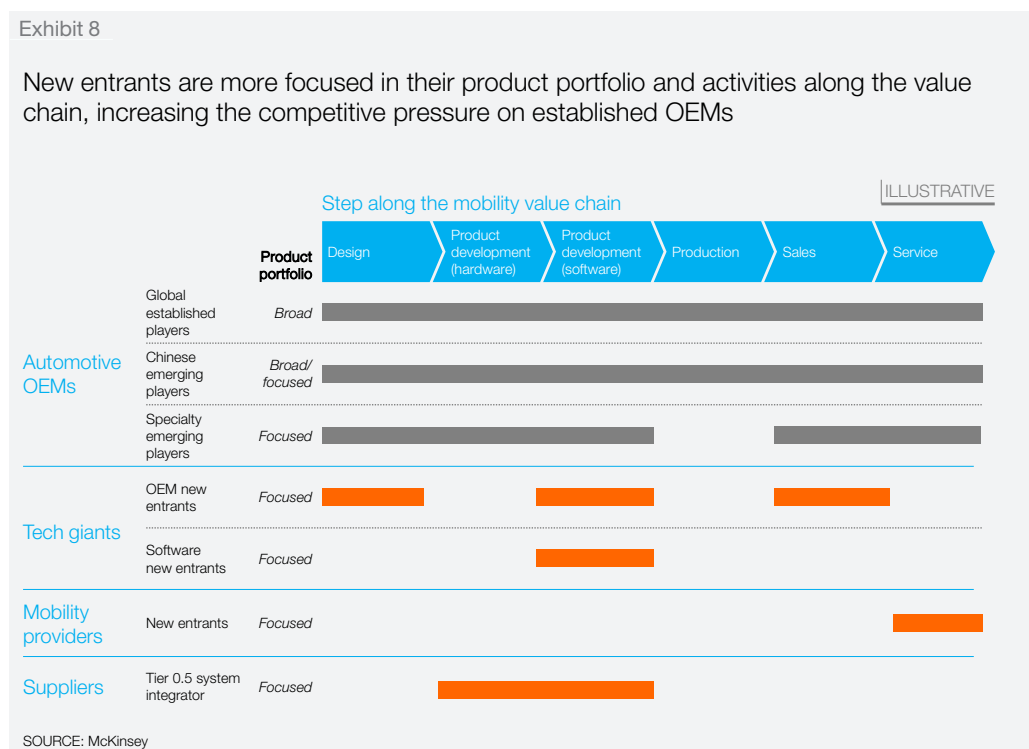 Exhibit 8
New entrants are more focused in their product portfolio and activities along the value
chain, increasing the competitive pressure on established OEMs
ILLUSTRATIVE
Step along the mobility value chain
Product
portfolio
Design
Product
development
(hardware)
Product
development
(software)
Production
Sales
Service
Automotive
OEMs
Global
established
players
Broad
Chinese
emerging
players
Broad/
focused
Specialty
emerging
players
Focused
Tech giants
OEM new
entrants
Focused
Software
new entrants
Focused
Mobility
providers
New entrants
Focused
Suppliers
Tier 0.5 system
integrator
Focused
SOURCE: McKinsey